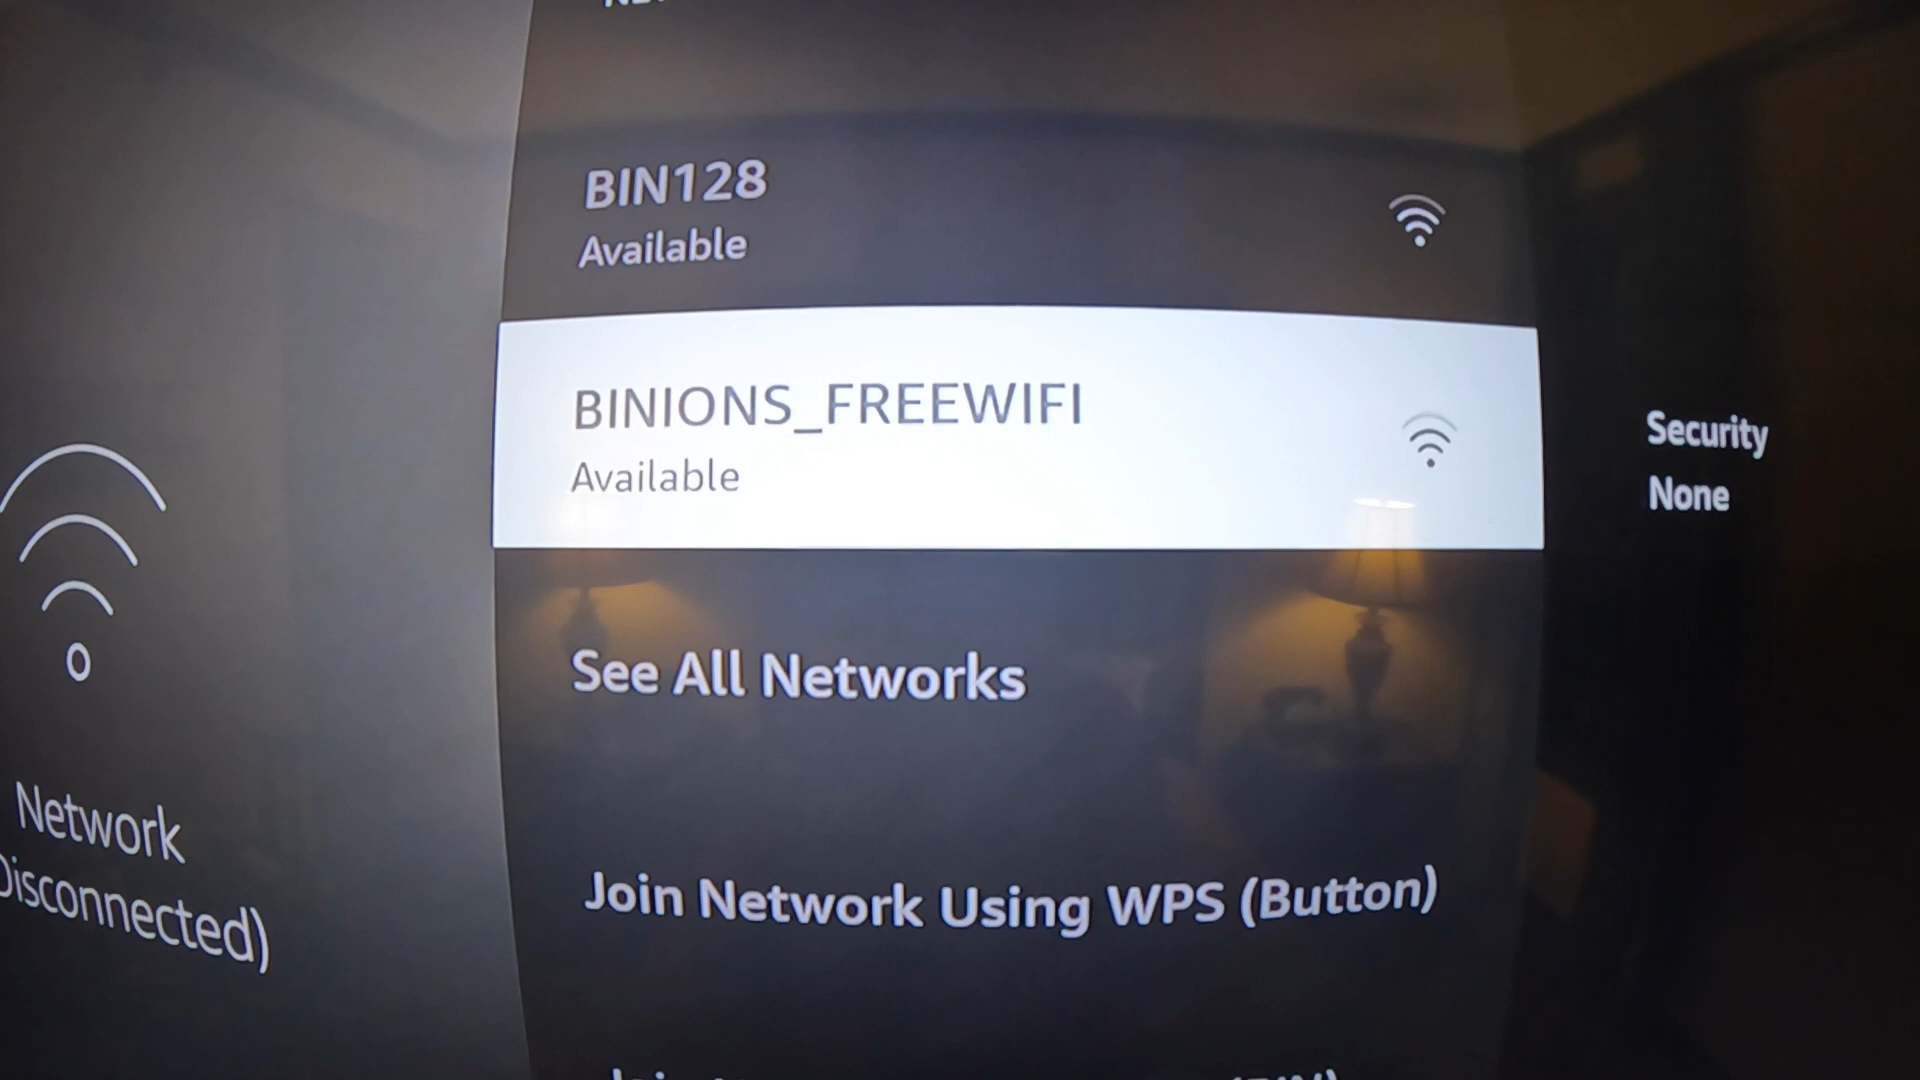 BIN128
Available
BINIONS_FREEWIFI
Available
Security
None
See All Networks
Network
Disconnected)
Join Network Using WPS (Button)